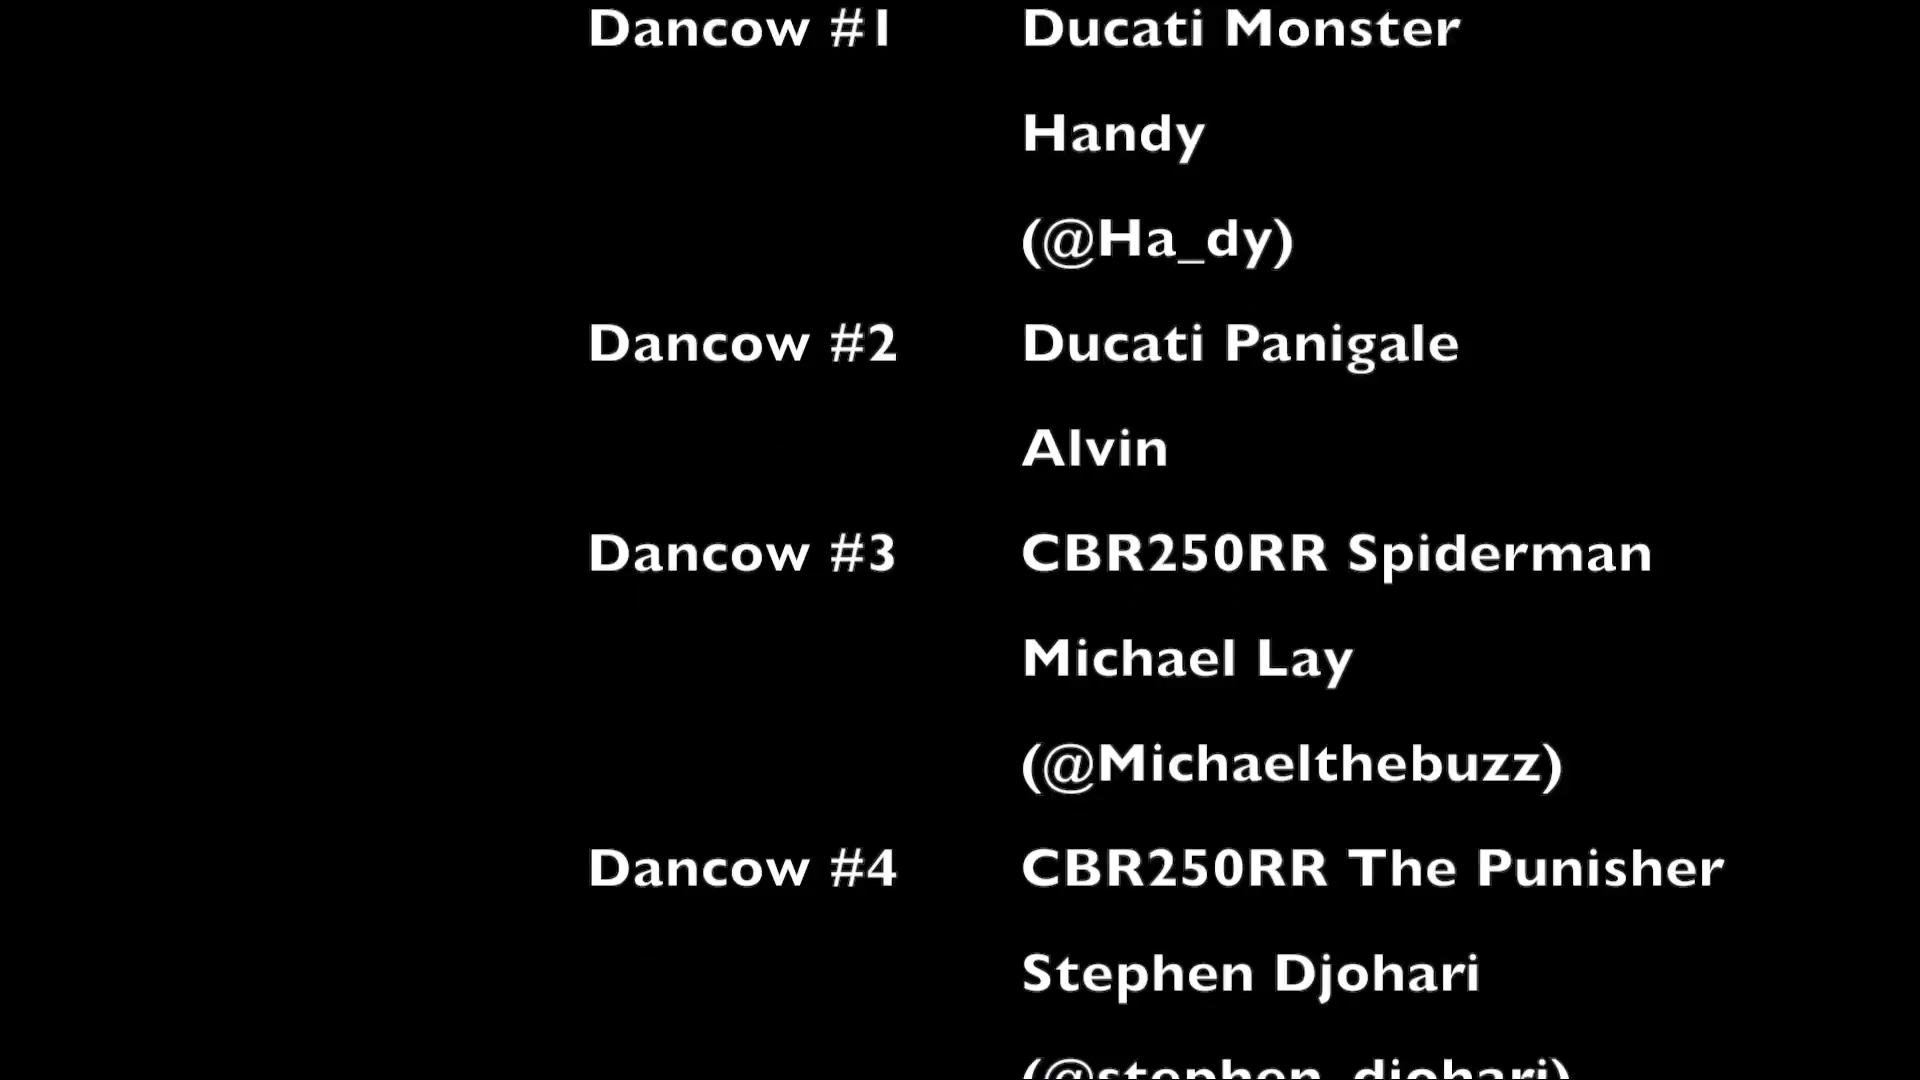 Dancow #1 Ducati Monster
Handy
(@Ha_dy)
Dancow #2 Ducati Panigale
Alvin
Dancow #3 CBR250RR Spiderman
Michael Lay
(@Michaelthebuzz)
Dancow #4 CBR250RR The Punisher
Stephen Djohari
(@stephen_djohari)